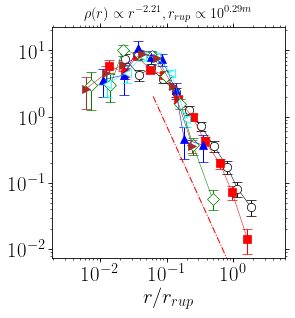 ρ(r) ∝ r^{-2.21}, r_{rup} ∝ 10^{0.29m}
10^1
10^0
10^{-1}
10^{-2}
10^{-2} 10^{-1} 10^0
r/r_{rup}